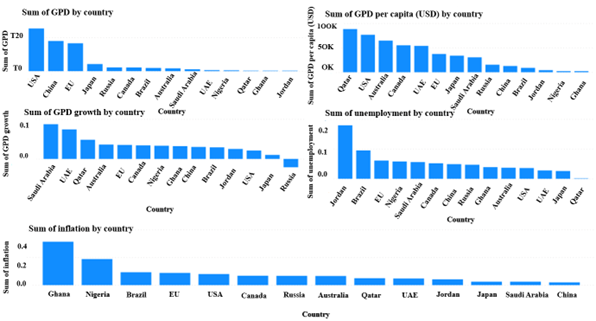 Sum of GPD by country
Sum of GPD
T20
T0
USA
China
EU
Japan
Russia
Canada
Brazil
Australia
Saudi Arabia
UAE
Nigeria
Qatar
Ghana
Jordan
Country
Sum of GPD per capita (USD) by country
Sum of GPD per capita (USD)
100K
50K
OK
Qatar
USA
Australia
Canada
UAE
EU
Japan
Saudi Arabia
Russia
China
Brazil
Jordan
Nigeria
Ghana
Country
Sum of GPD growth by country
Sum of GPD growth
0.1
0.0
Saudi Arabia
UAE
Qatar
Australia
EU
Canada
Nigeria
Ghana
China
Brazil
Jordan
USA
Japan
Russia
Country
Sum of unemployment by country
Sum of unemployment
0.2
0.1
0.0
Jordan
Brazil
EU
Nigeria
Saudi Arabia
Canada
China
Russia
Ghana
Australia
USA
UAE
Japan
Qatar
Country
Sum of inflation by country
Sum of inflation
0.4
0.2
0.0
Ghana
Nigeria
Brazil
EU
USA
Canada
Russia
Australia
Qatar
UAE
Jordan
Japan
Saudi Arabia
China
Country